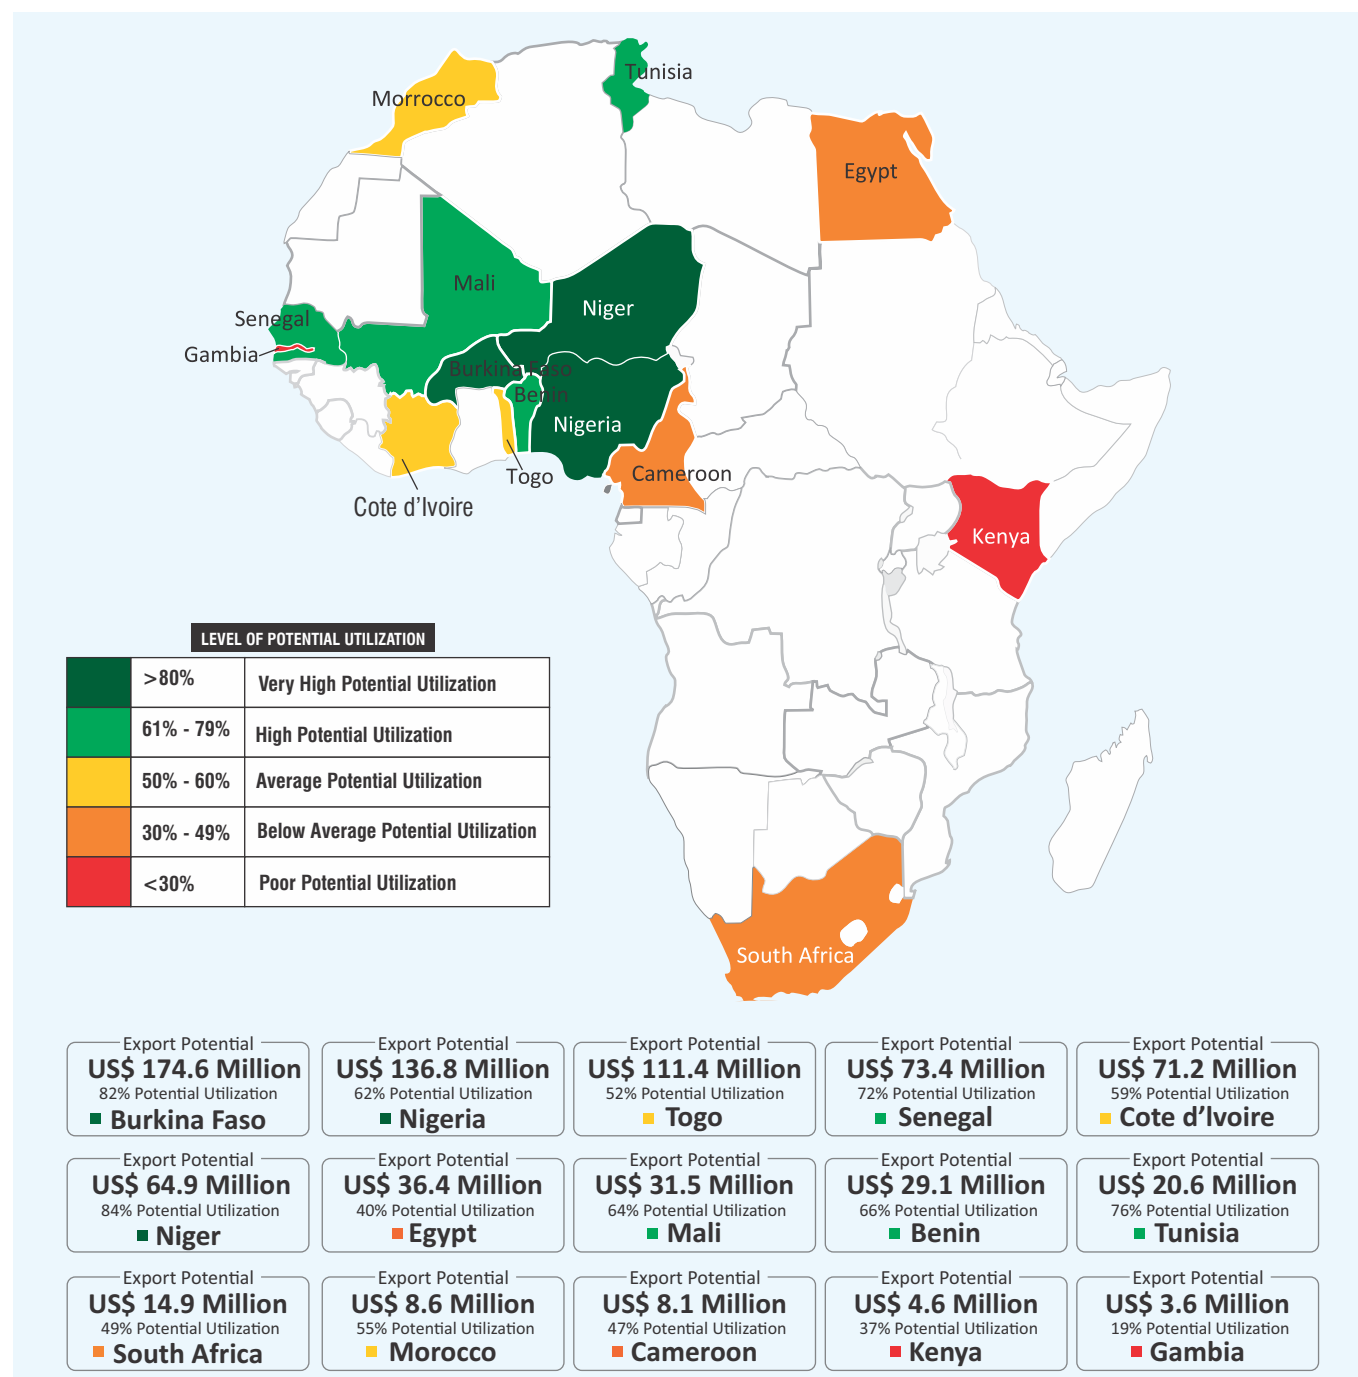 Tunisia
Morrocco
Egypt
Mali
Niger
Senegal
Gambia
Burkina Faso
Benin
Nigeria
Togo
Cameroon
Cote d'Ivoire
Kenya
South Africa
LEVEL OF POTENTIAL UTILIZATION
>80% Very High Potential Utilization
61% - 79% High Potential Utilization
50% - 60% Average Potential Utilization
30% - 49% Below Average Potential Utilization
<30% Poor Potential Utilization
Export Potential
US$ 174.6 Million
82% Potential Utilization
Burkina Faso
Export Potential
US$ 136.8 Million
62% Potential Utilization
Nigeria
Export Potential
US$ 111.4 Million
52% Potential Utilization
Togo
Export Potential
US$ 73.4 Million
72% Potential Utilization
Senegal
Export Potential
US$ 71.2 Million
59% Potential Utilization
Cote d'Ivoire
Export Potential
US$ 64.9 Million
84% Potential Utilization
Niger
Export Potential
US$ 36.4 Million
40% Potential Utilization
Egypt
Export Potential
US$ 31.5 Million
64% Potential Utilization
Mali
Export Potential
US$ 29.1 Million
66% Potential Utilization
Benin
Export Potential
US$ 20.6 Million
76% Potential Utilization
Tunisia
Export Potential
US$ 14.9 Million
49% Potential Utilization
South Africa
Export Potential
US$ 8.6 Million
55% Potential Utilization
Morocco
Export Potential
US$ 8.1 Million
47% Potential Utilization
Cameroon
Export Potential
US$ 4.6 Million
37% Potential Utilization
Kenya
Export Potential
US$ 3.6 Million
19% Potential Utilization
Gambia